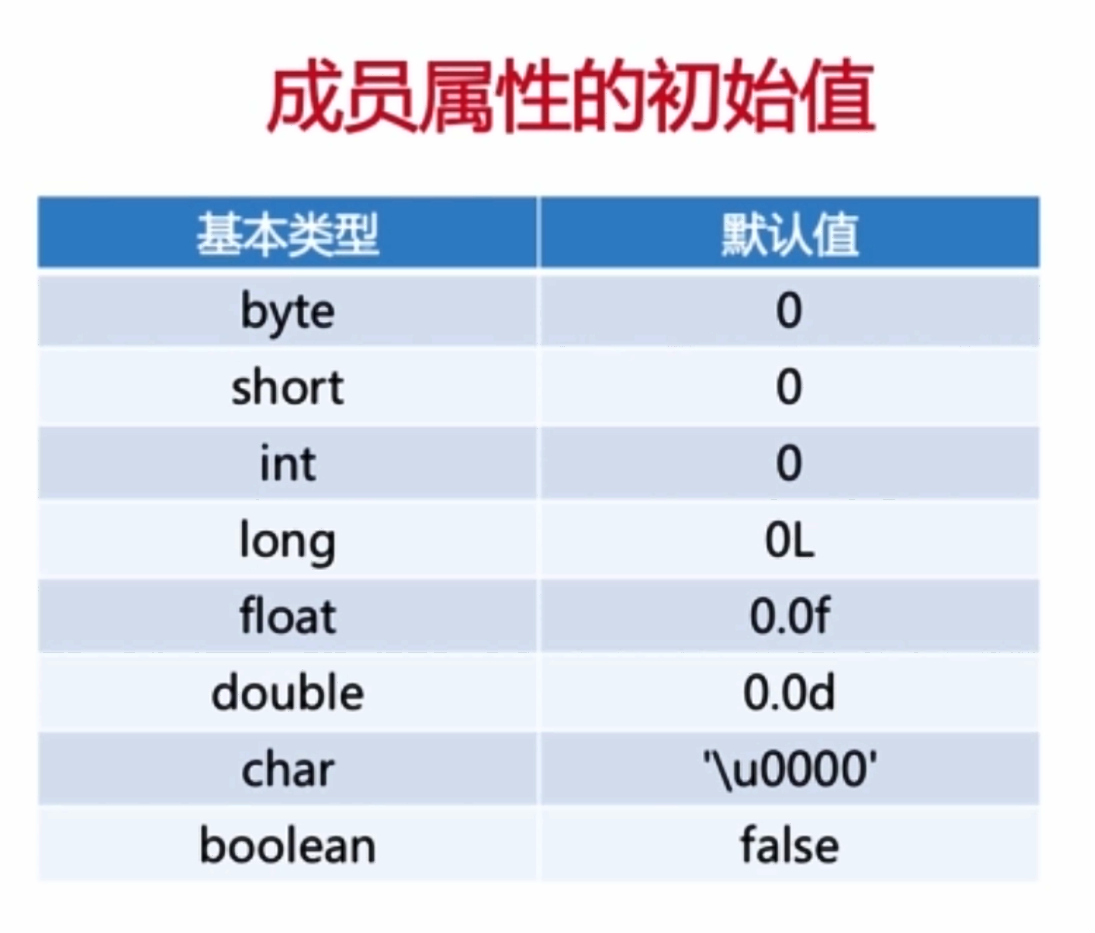 成员属性的初始值
基本类型 默认值
byte 0
short 0
int 0
long 0L
float 0.0f
double 0.0d
char '\u0000'
boolean false